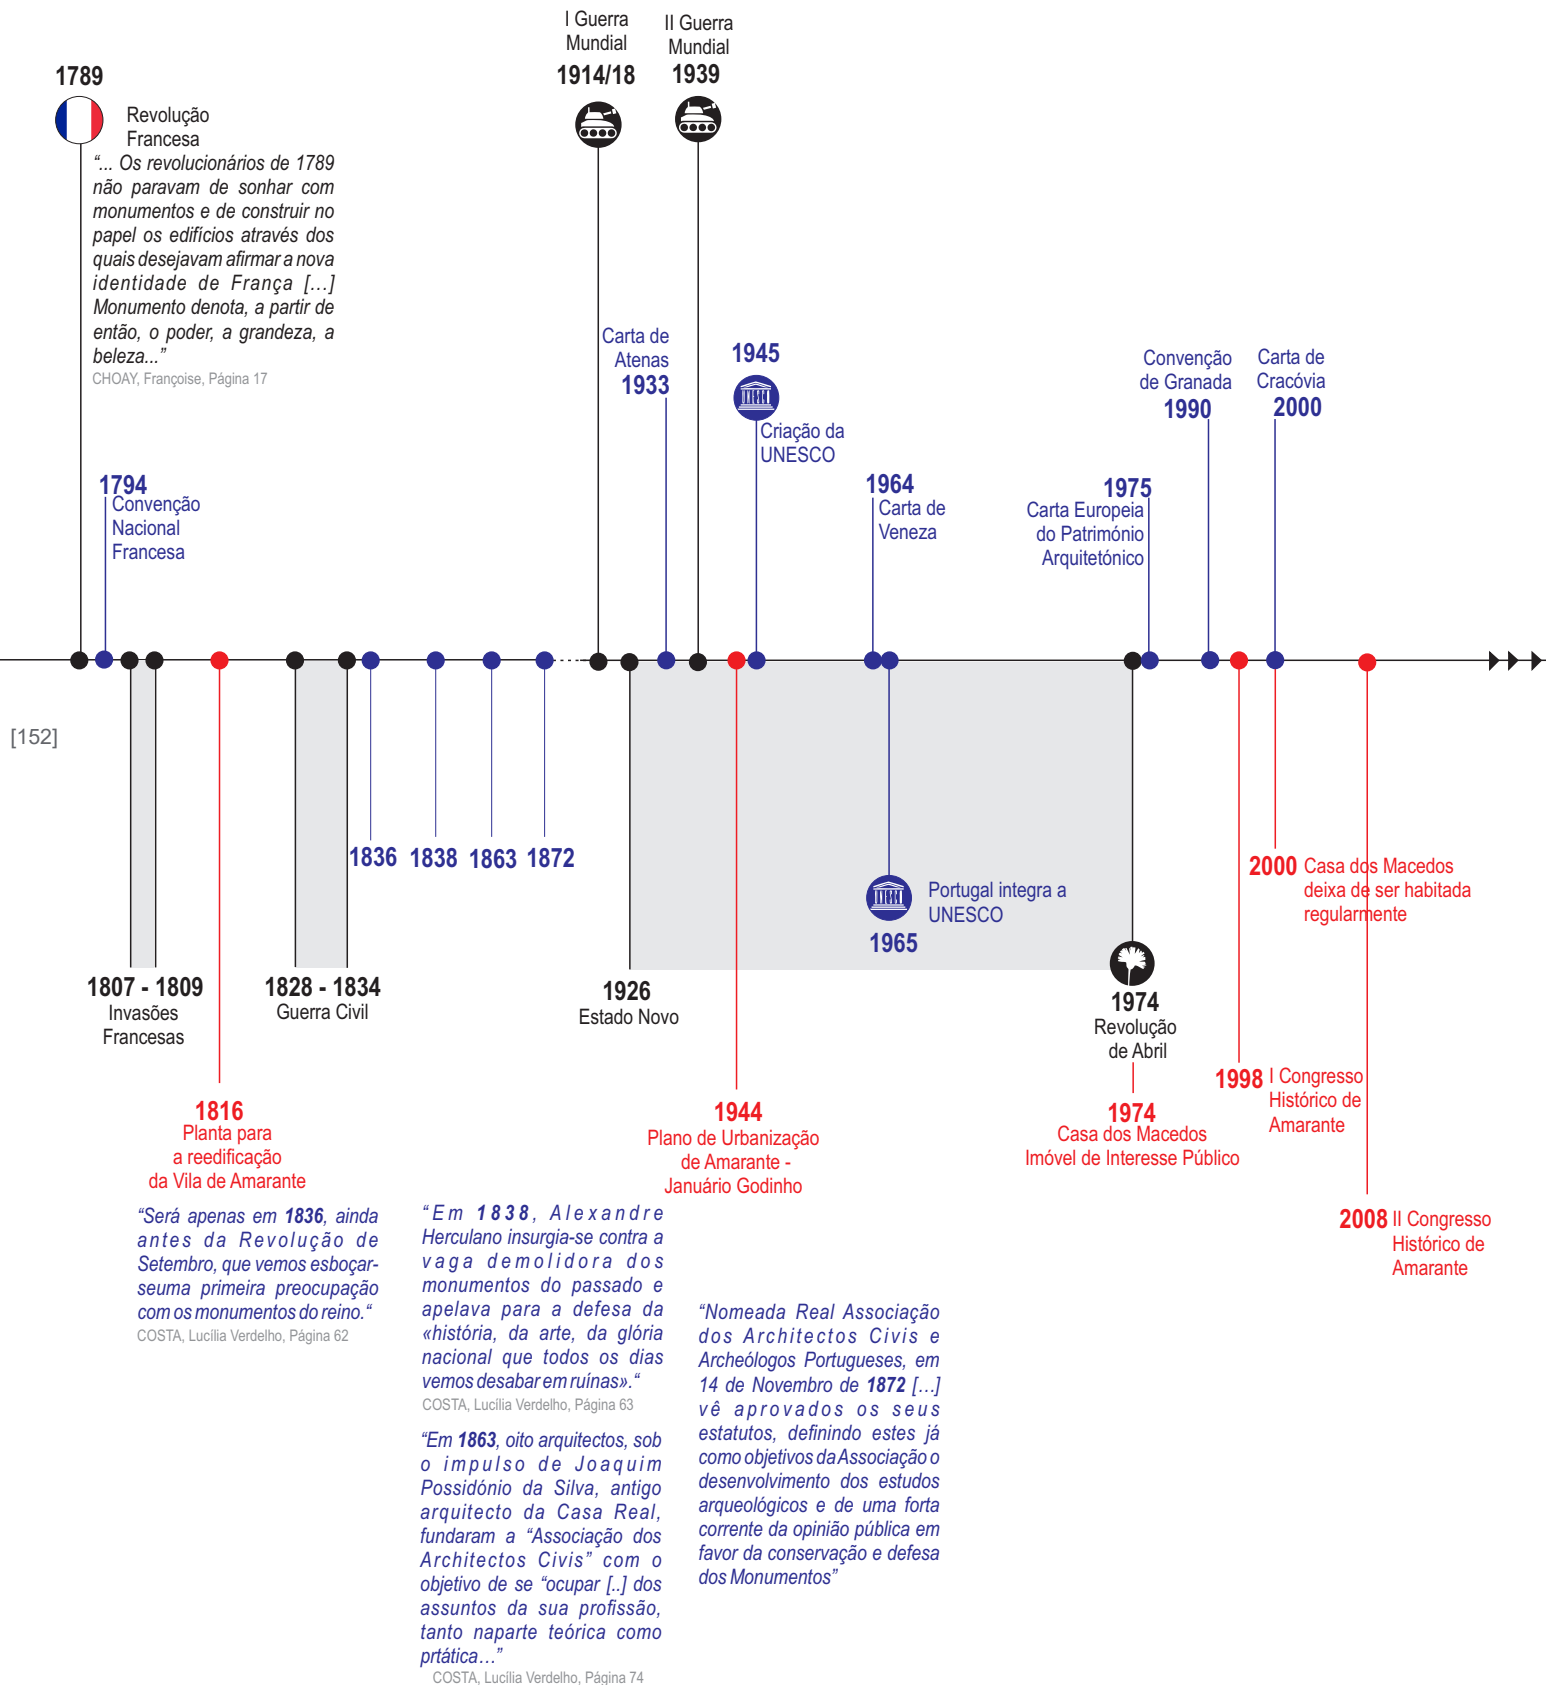 I Guerra
Mundial
1914/18
II Guerra
Mundial
1939
1789
Revolução
Francesa
“... Os revolucionários de 1789
não paravam de sonhar com
monumentos e de construir no
papel os edifícios através dos
quais desejavam afirmar a nova
identidade de França [...]
Monumento denota, a partir de
então, o poder, a grandeza, a
beleza...”
CHOAY, Françoise, Página 17
Carta de
Atenas
1933
1945
Criação da
UNESCO
Convenção
de Granada
1990
Carta de
Cracóvia
2000
1794
Convenção
Nacional
Francesa
1964
Carta de
Veneza
1975
Carta Europeia
do Património
Arquitetónico
[152]
1836 1838 1863 1872
Portugal integra a
UNESCO
1965
2000 Casa dos Macedos
deixa de ser habitada
regularmente
1807 - 1809
Invasões
Francesas
1828 - 1834
Guerra Civil
1926
Estado Novo
1974
Revolução
de Abril
1816
Planta para
a reedificação
da Vila de Amarante
1944
Plano de Urbanização
de Amarante -
Januário Godinho
1974
Casa dos Macedos
Imóvel de Interesse Público
1998 I Congresso
Histórico de
Amarante
2008 II Congresso
Histórico de
Amarante
“Será apenas em 1836, ainda
antes da Revolução de
Setembro, que vemos esboçar-
seuma primeira preocupação
com os monumentos do reino.“
COSTA, Lucília Verdelho, Página 62
“Em 1838, Alexandre
Herculano insurgia-se contra a
vaga demolidora dos
monumentos do passado e
apelava para a defesa da
«história, da arte, da glória
nacional que todos os dias
vemos desabar em ruínas».“
COSTA, Lucília Verdelho, Página 63
“Em 1863, oito arquitectos, sob
o impulso de Joaquim
Possidónio da Silva, antigo
arquitecto da Casa Real,
fundaram a “Associação dos
Architectos Civis” com o
objetivo de se “ocupar [..] dos
assuntos da sua profissão,
tanto naparte teórica como
prtática...”
COSTA, Lucília Verdelho, Página 74
“Nomeada Real Associação
dos Architectos Civis e
Archeólogos Portugueses, em
14 de Novembro de 1872 [...]
vê aprovados os seus
estatutos, definindo estes já
como objetivos da Associação o
desenvolvimento dos estudos
arqueológicos e de uma forta
corrente da opinião pública em
favor da conservação e defesa
dos Monumentos”